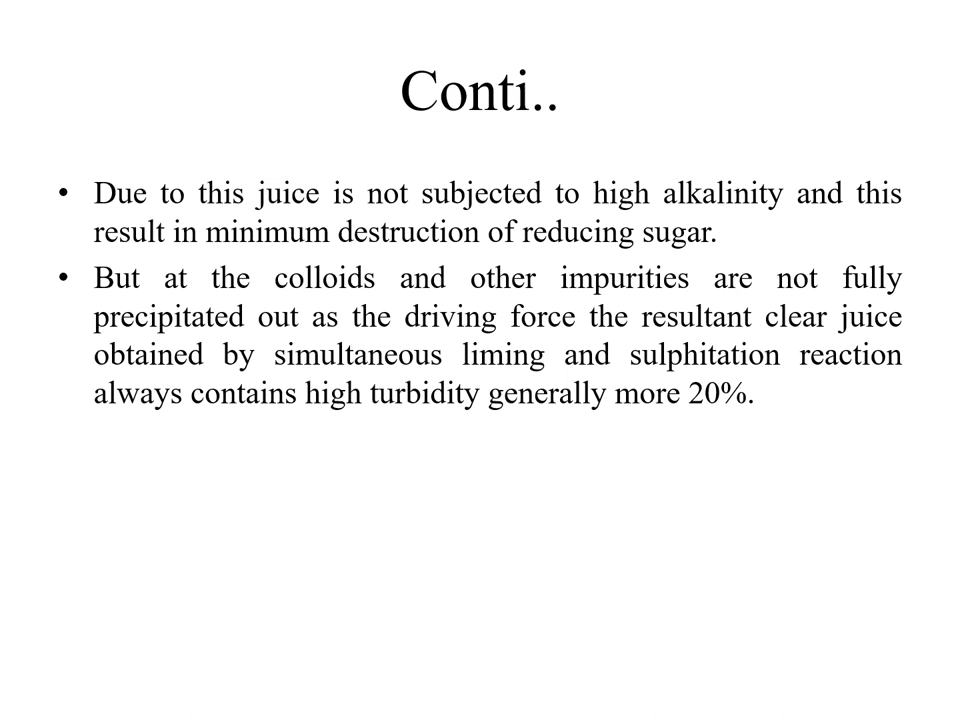 Conti..
• Due to this juice is not subjected to high alkalinity and this
result in minimum destruction of reducing sugar.
• But at the colloids and other impurities are not fully
precipitated out as the driving force the resultant clear juice
obtained by simultaneous liming and sulphitation reaction
always contains high turbidity generally more 20%.